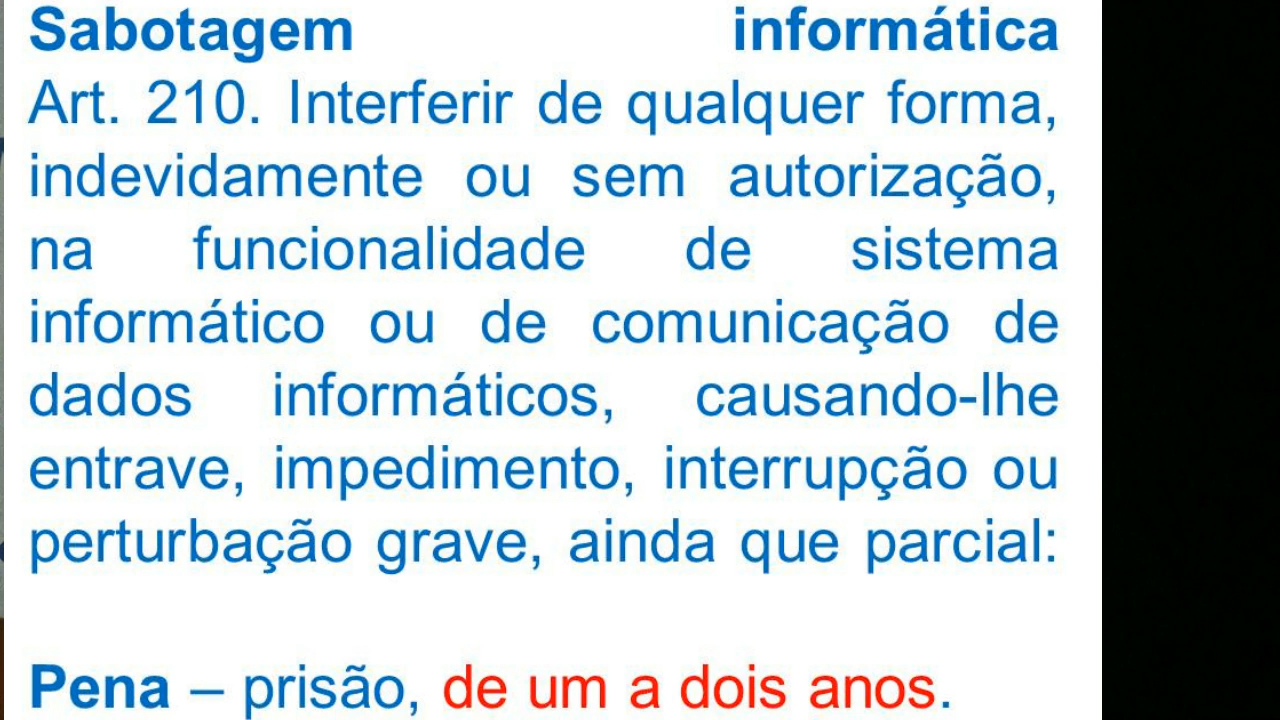 Sabotagem informática
Art. 210. Interferir de qualquer forma,
indevidamente ou sem autorização,
na funcionalidade de sistema
informático ou de comunicação de
dados informáticos, causando-lhe
entrave, impedimento, interrupção ou
perturbação grave, ainda que parcial:
Pena – prisão, de um a dois anos.